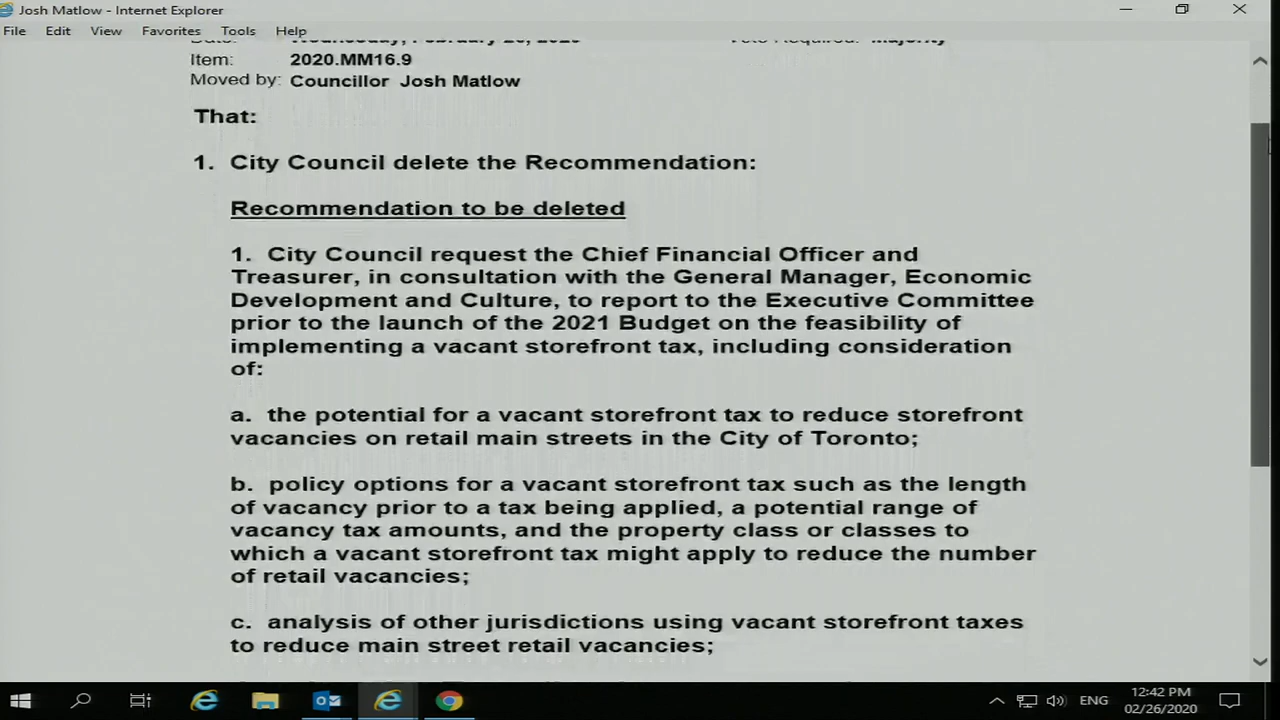 Josh Matlow - Internet Explorer
File Edit View Favorites Tools Help
Date: Wednesday, February 26, 2020 Vote Required: Majority
Item: 2020.MM16.9
Moved by: Councillor Josh Matlow
That:
1. City Council delete the Recommendation:
Recommendation to be deleted
1. City Council request the Chief Financial Officer and
Treasurer, in consultation with the General Manager, Economic
Development and Culture, to report to the Executive Committee
prior to the launch of the 2021 Budget on the feasibility of
implementing a vacant storefront tax, including consideration
of:
a. the potential for a vacant storefront tax to reduce storefront
vacancies on retail main streets in the City of Toronto;
b. policy options for a vacant storefront tax such as the length
of vacancy prior to a tax being applied, a potential range of
vacancy tax amounts, and the property class or classes to
which a vacant storefront tax might apply to reduce the number
of retail vacancies;
c. analysis of other jurisdictions using vacant storefront taxes
to reduce main street retail vacancies;
ENG
12:42 PM
02/26/2020